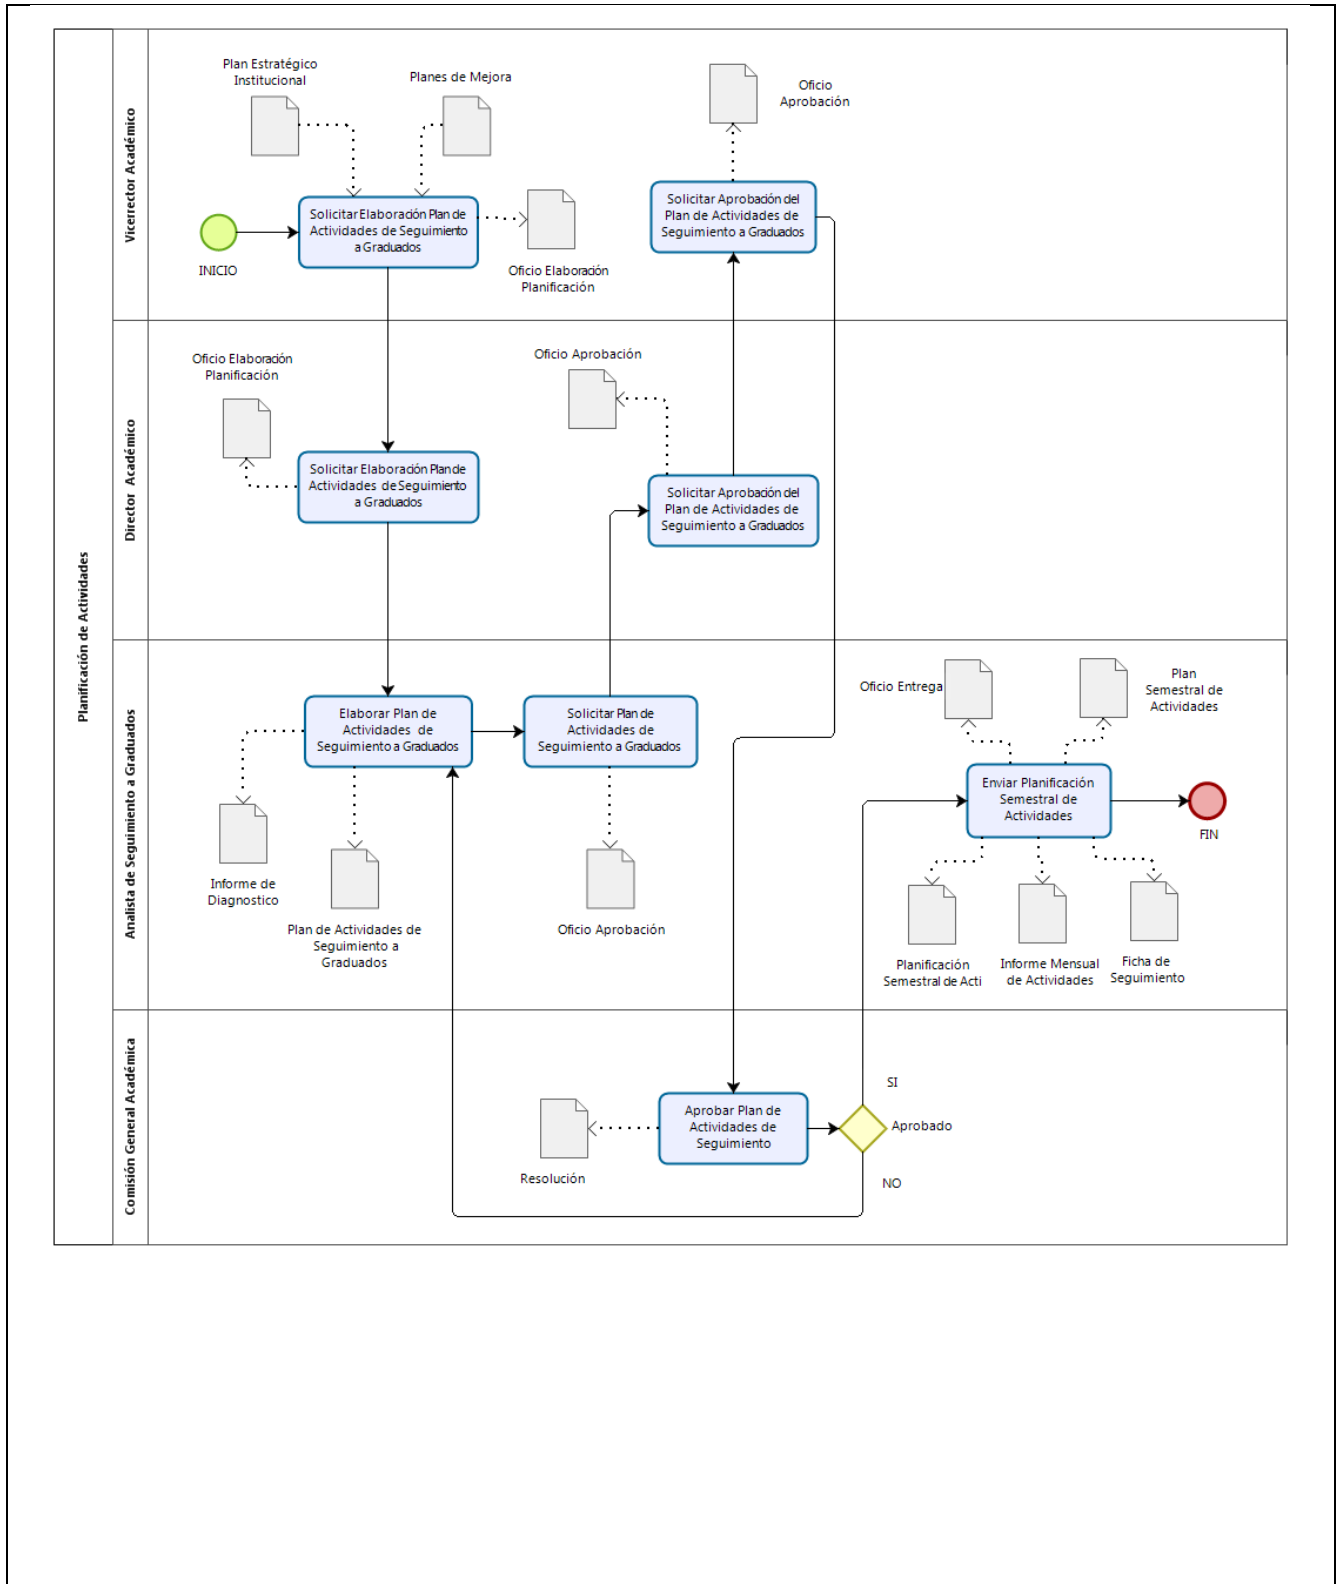 Planificación de Actividades
Vicerrector Académico
Plan Estratégico
Institucional
Planes de Mejora
Oficio
Aprobación
Solicitar Elaboración Plan de
Actividades de Seguimiento
a Graduados
Solicitar Aprobación del
Plan de Actividades de
Seguimiento a Graduados
INICIO
Oficio Elaboración
Planificación
Director Académico
Oficio Elaboración
Planificación
Oficio Aprobación
Solicitar Elaboración Plan de
Actividades de Seguimiento
a Graduados
Solicitar Aprobación del
Plan de Actividades de
Seguimiento a Graduados
Analista de Seguimiento a Graduados
Oficio Entrega
Plan
Semestral de
Actividades
Elaborar Plan de
Actividades de
Seguimiento a Graduados
Solicitar Plan de
Actividades de
Seguimiento a Graduados
Enviar Planificación
Semestral de
Actividades
FIN
Informe de
Diagnostico
Plan de Actividades de
Seguimiento a
Graduados
Oficio Aprobación
Planificación
Semestral de Acti
Informe Mensual
de Actividades
Ficha de
Seguimiento
Comisión General Académica
SI
Aprobar Plan de
Actividades de
Seguimiento
Aprobado
Resolución
NO